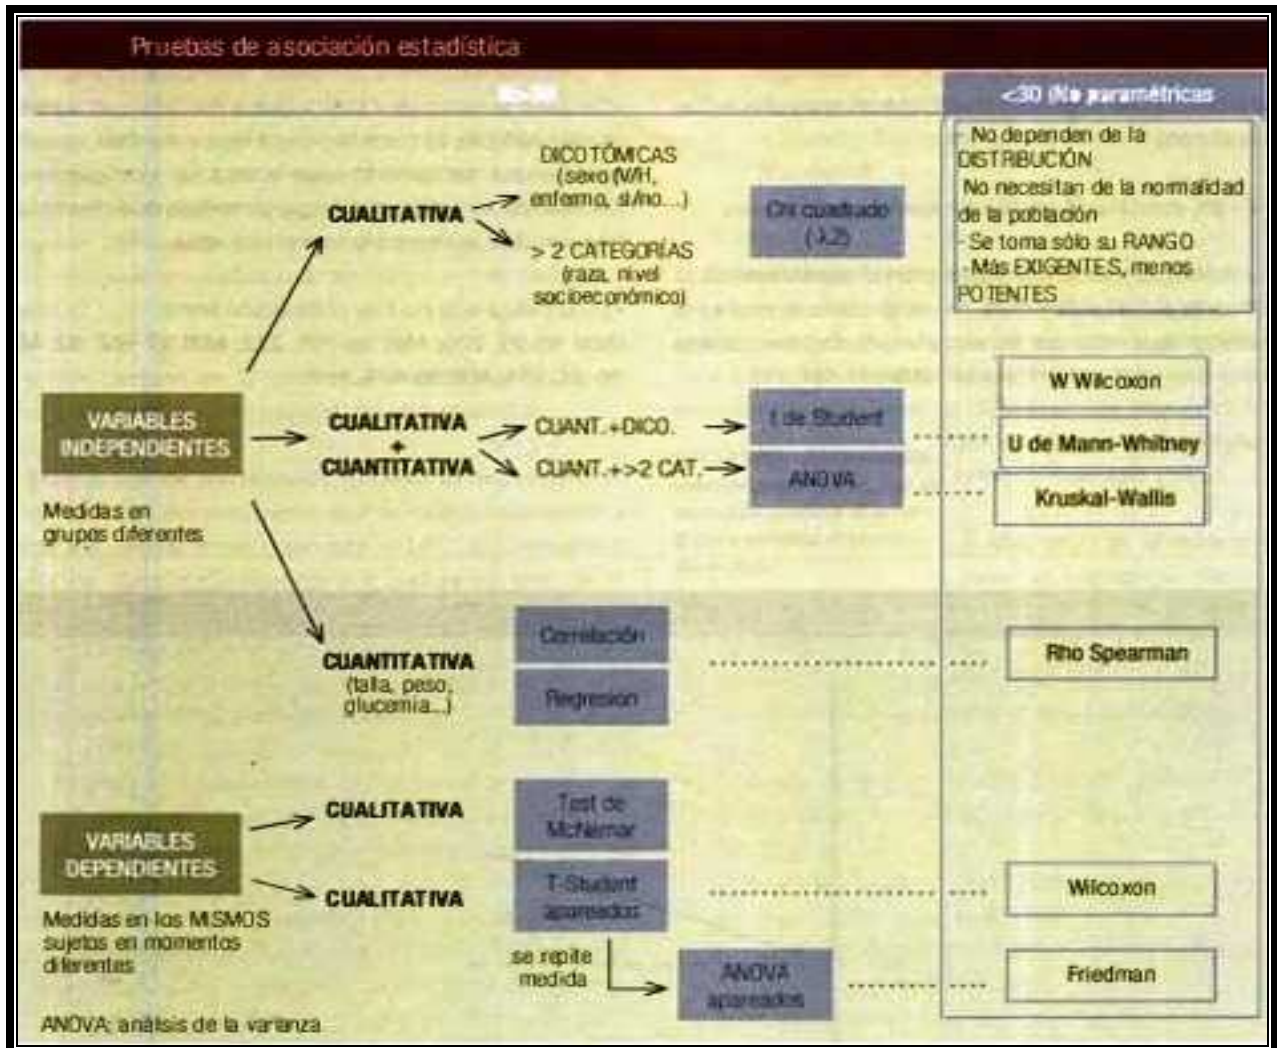 Pruebas de asociación estadística
<30 (No paramétricas
- No dependen de la
DISTRIBUCIÓN
No necesitan de la normalidad
de la población
- Se toma sólo su RANGO
- Más EXIGENTES, menos
POTENTES
DICOTÓMICAS
(sexo (V/H,
enfermo, sí/no...)
CUALITATIVA
> 2 CATEGORÍAS
(raza, nivel
socioeconómico)
Chi cuadrado
(λ2)
VARIABLES
INDEPENDIENTES
Medidas en
grupos diferentes
CUALITATIVA
+
CUANTITATIVA
CUANT.+DICO.
CUANT.+>2 CAT.
t de Student
ANOVA
W Wilcoxon
U de Mann-Whitney
Kruskal-Wallis
CUANTITATIVA
(talla, peso,
glucemia...)
Correlación
Regresion
Rho Spearman
VARIABLES
DEPENDIENTES
Medidas en los MISMOS
sujetos en momentos
diferentes
CUALITATIVA
Test de
McNemar
CUALITATIVA
T-Student
apareados
Wilcoxon
se repite
medida
ANOVA
apareados
Friedman
ANOVA: análisis de la varianza